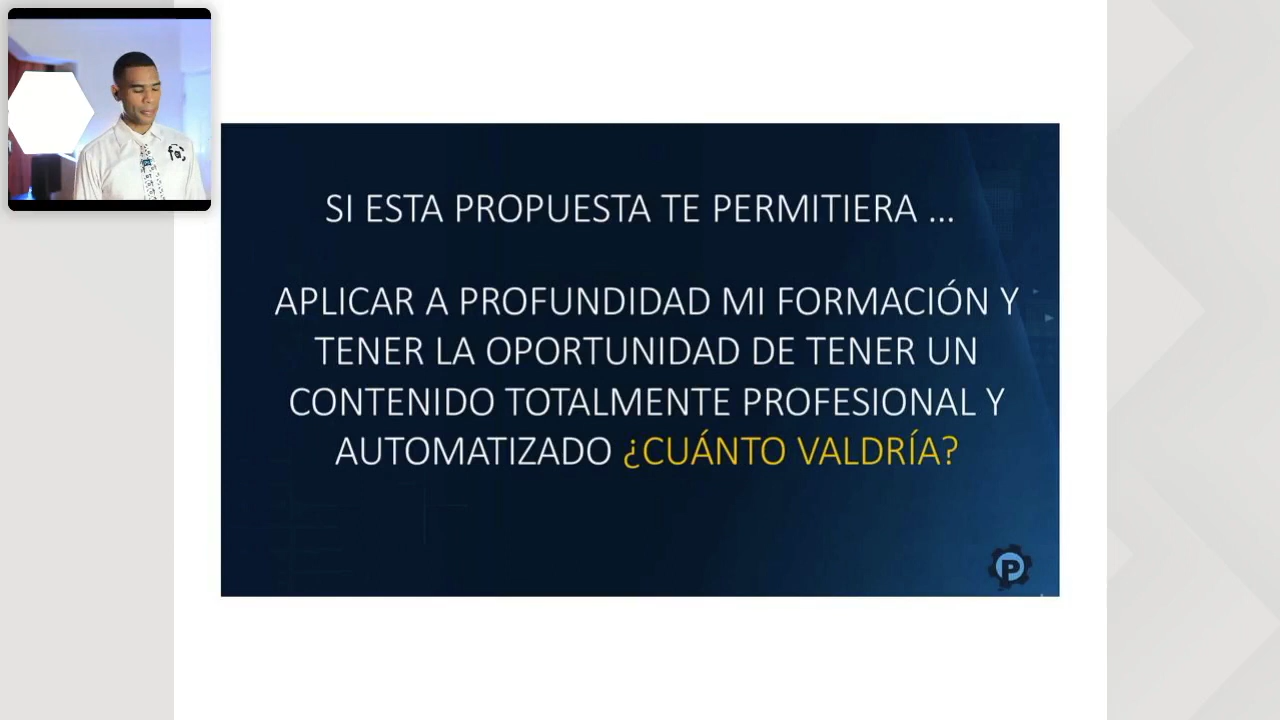 SI ESTA PROPUESTA TE PERMITIERA ...
APLICAR A PROFUNDIDAD MI FORMACIÓN Y
TENER LA OPORTUNIDAD DE TENER UN
CONTENIDO TOTALMENTE PROFESIONAL Y
AUTOMATIZADO ¿CUÁNTO VALDRÍA?
P